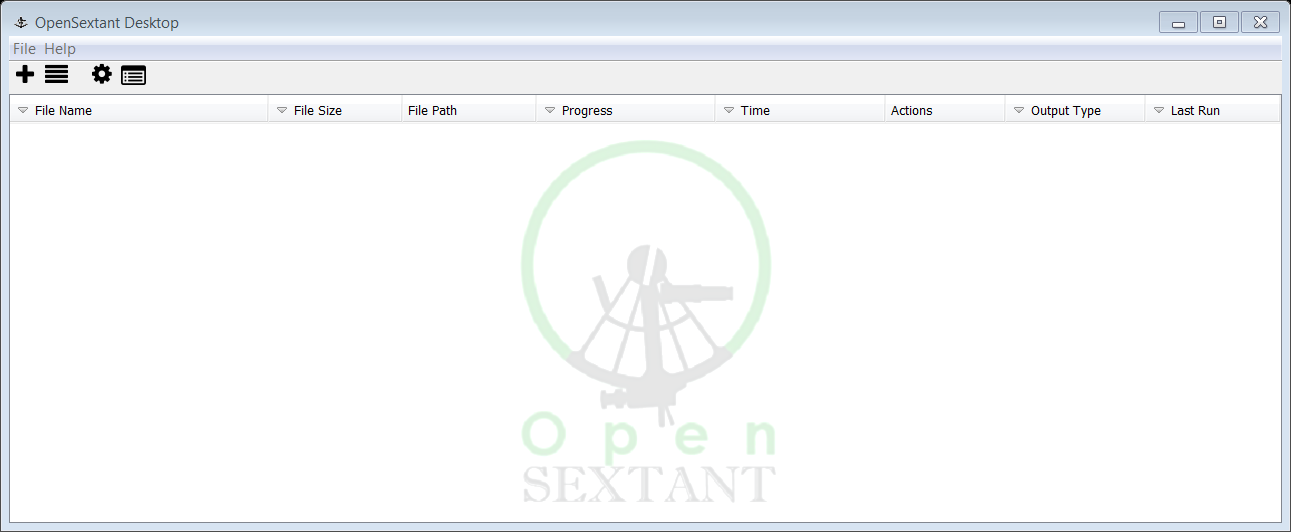 OpenSextant Desktop
File Help
File Name File Size File Path Progress Time Actions Output Type Last Run
Open
SEXTANT